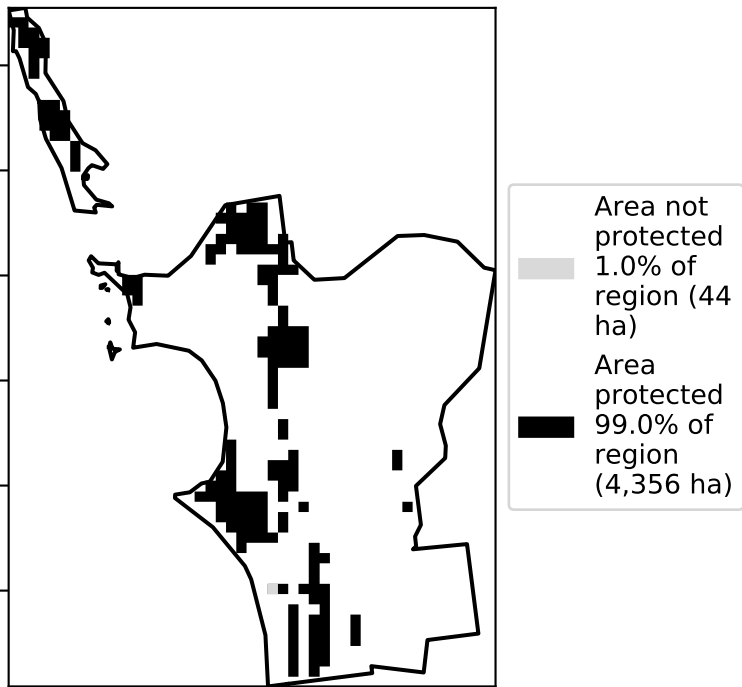 Area not
protected
1.0% of
region (44
ha)
Area
protected
99.0% of
region
(4,356 ha)